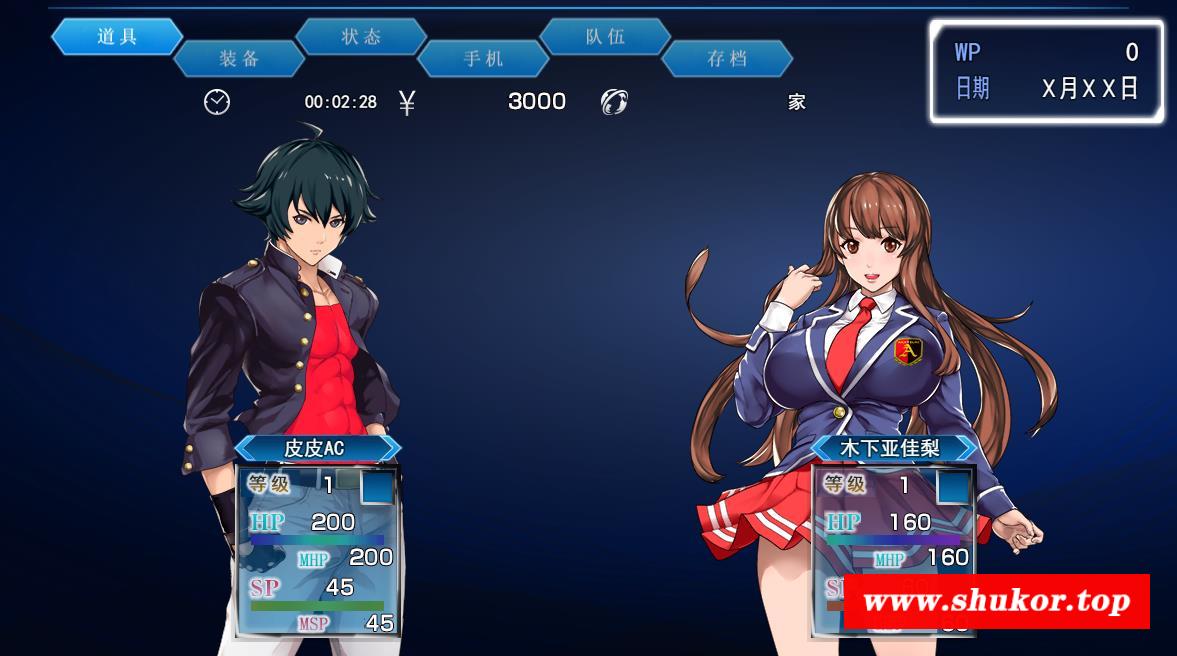 道具
状态
队伍
装备
手机
存档
WP 0
日期 X月XX日
00:02:28 ¥ 3000 家
A
皮皮AC
等级 1
HP 200
MHP 200
SP 45
MSP 45
木下亚佳梨
等级 1
HP 160
MHP 160
www.shukor.top